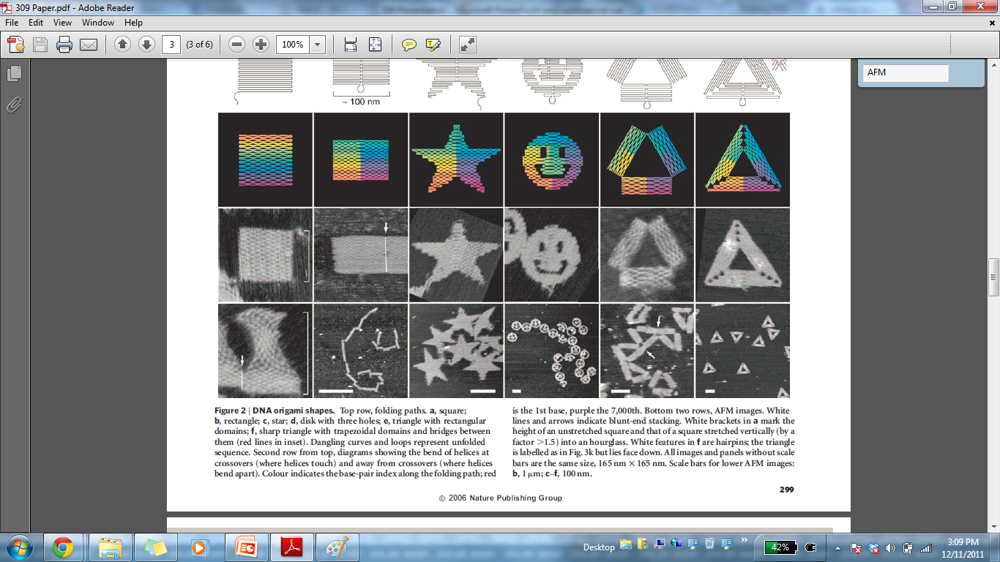 309 Paper.pdf - Adobe Reader
File Edit View Window Help
3 (3 of 6) 100%
AFM
~ 100 nm
Figure 2 | DNA origami shapes. Top row, folding paths. a, square;
b, rectangle; c, star; d, disk with three holes; e, triangle with rectangular
domains; f, sharp triangle with trapezoidal domains and bridges between
them (red lines in inset). Dangling curves and loops represent unfolded
sequence. Second row from top, diagrams showing the bend of helices at
crossovers (where helices touch) and away from crossovers (where helices
bend apart). Colour indicates the base-pair index along the folding path; red
is the 1st base, purple the 7,000th. Bottom two rows, AFM images. White
lines and arrows indicate blunt-end stacking. White brackets in a mark the
height of an unstretched square and that of a square stretched vertically (by a
factor >1.5) into an hourglass. White features in f are hairpins; the triangle
is labelled as in Fig. 3k but lies face down. All images and panels without scale
bars are the same size, 165 nm × 165 nm. Scale bars for lower AFM images:
b, 1 μm; c–f, 100 nm.
299
© 2006 Nature Publishing Group
Desktop
»
42%
3:09 PM
12/11/2011